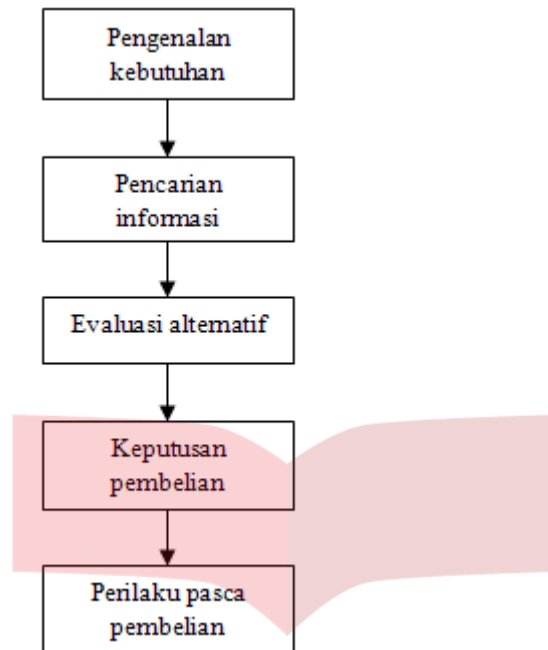 Pengenalan
kebutuhan
Pencarian
informasi
Evaluasi alternatif
Keputusan
pembelian
Perilaku pasca
pembelian